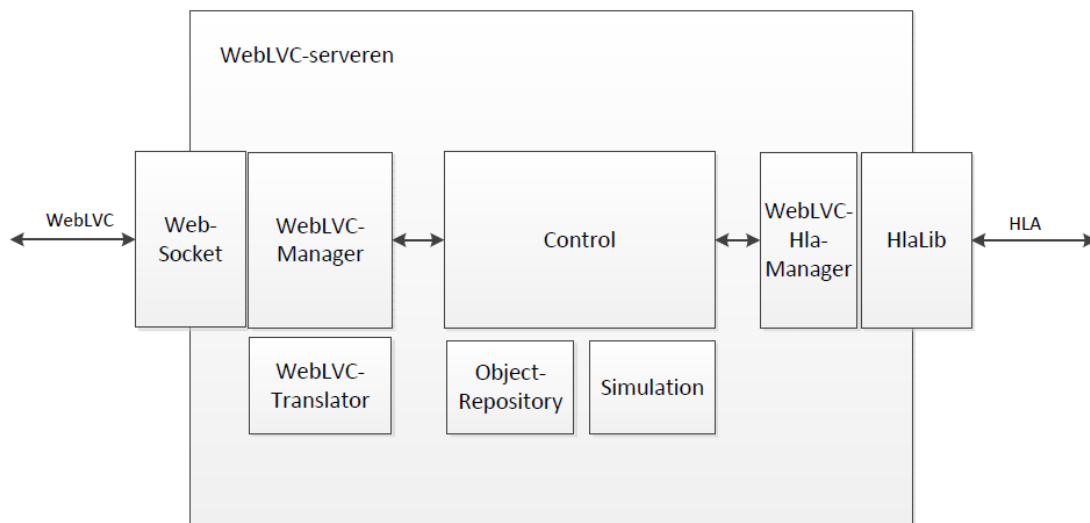 WebLVC-serveren
WebLVC
Web-
Socket
WebLVC-
Manager
Control
WebLVC-
Hla-
Manager
HlaLib
HLA
WebLVC-
Translator
Object-
Repository
Simulation